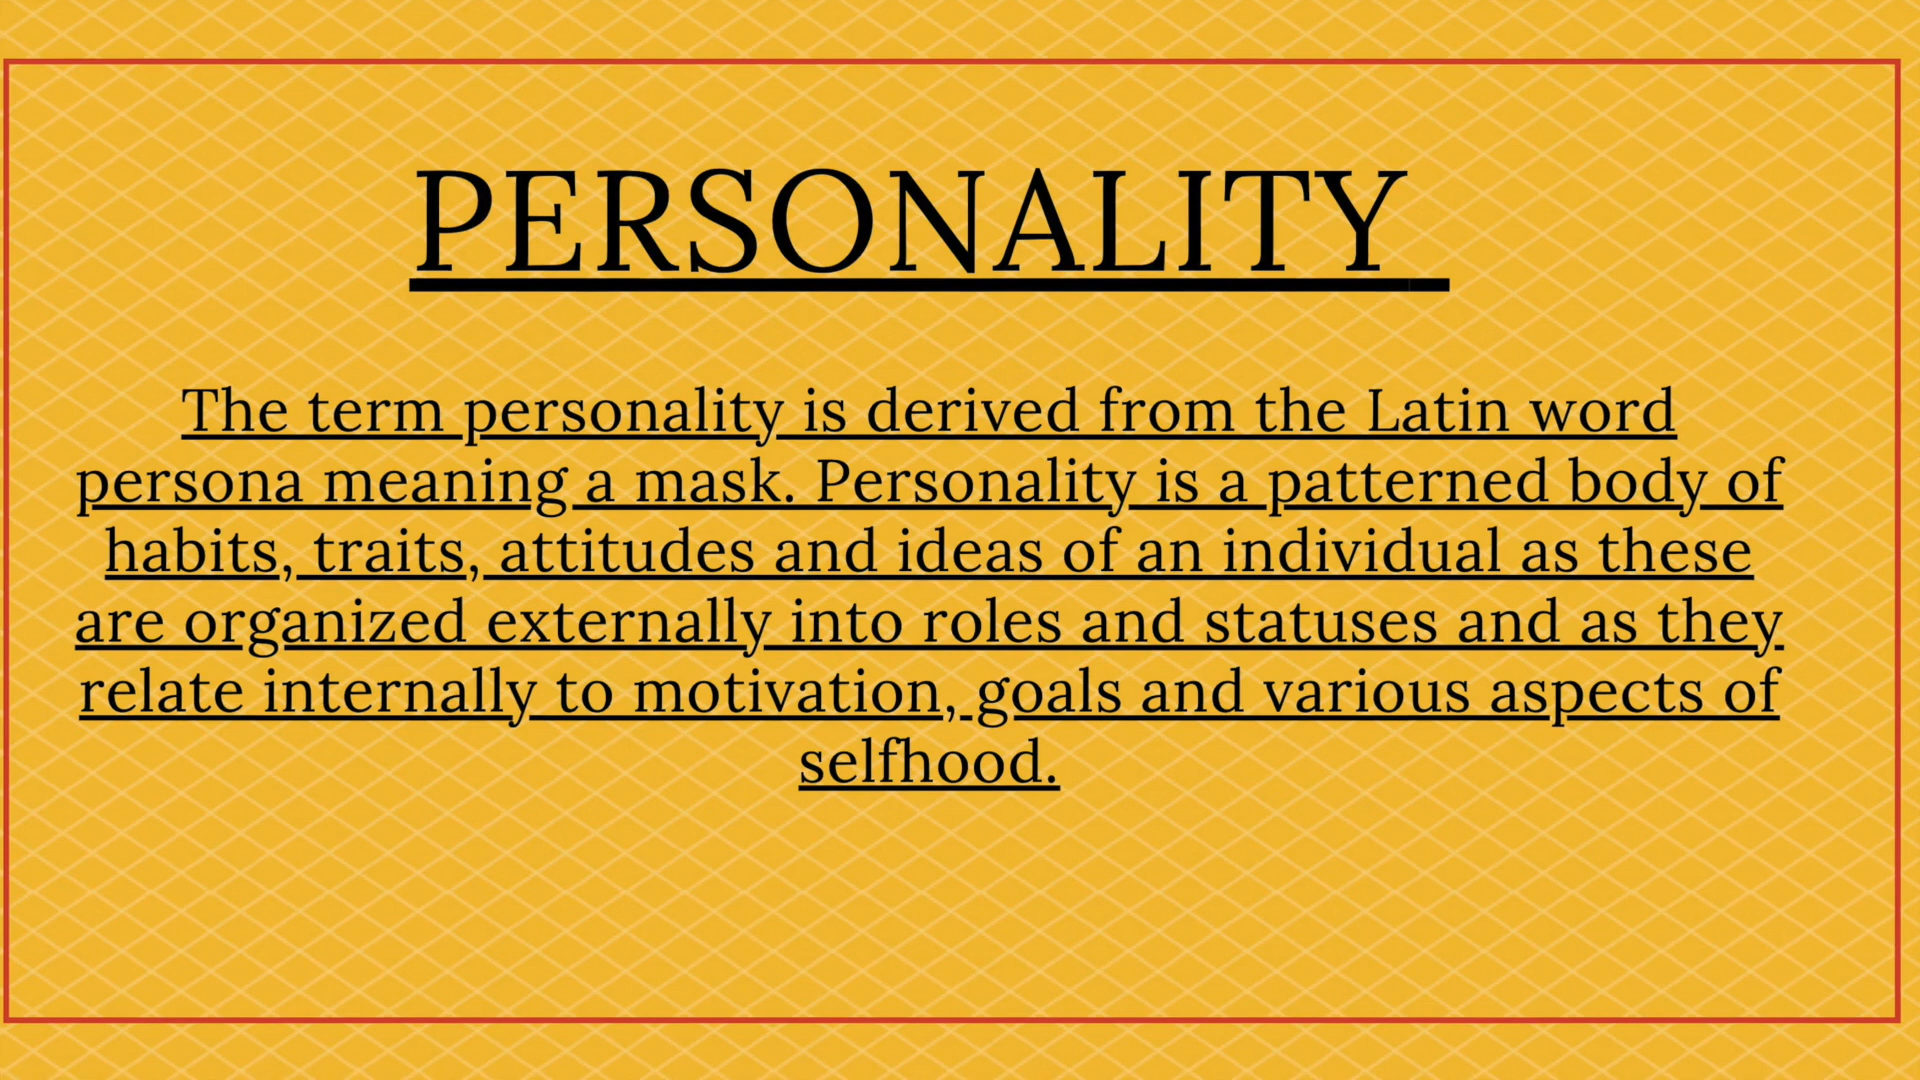 PERSONALITY
The term personality is derived from the Latin word
persona meaning a mask. Personality is a patterned body of
habits, traits, attitudes and ideas of an individual as these
are organized externally into roles and statuses and as they
relate internally to motivation, goals and various aspects of
selfhood.